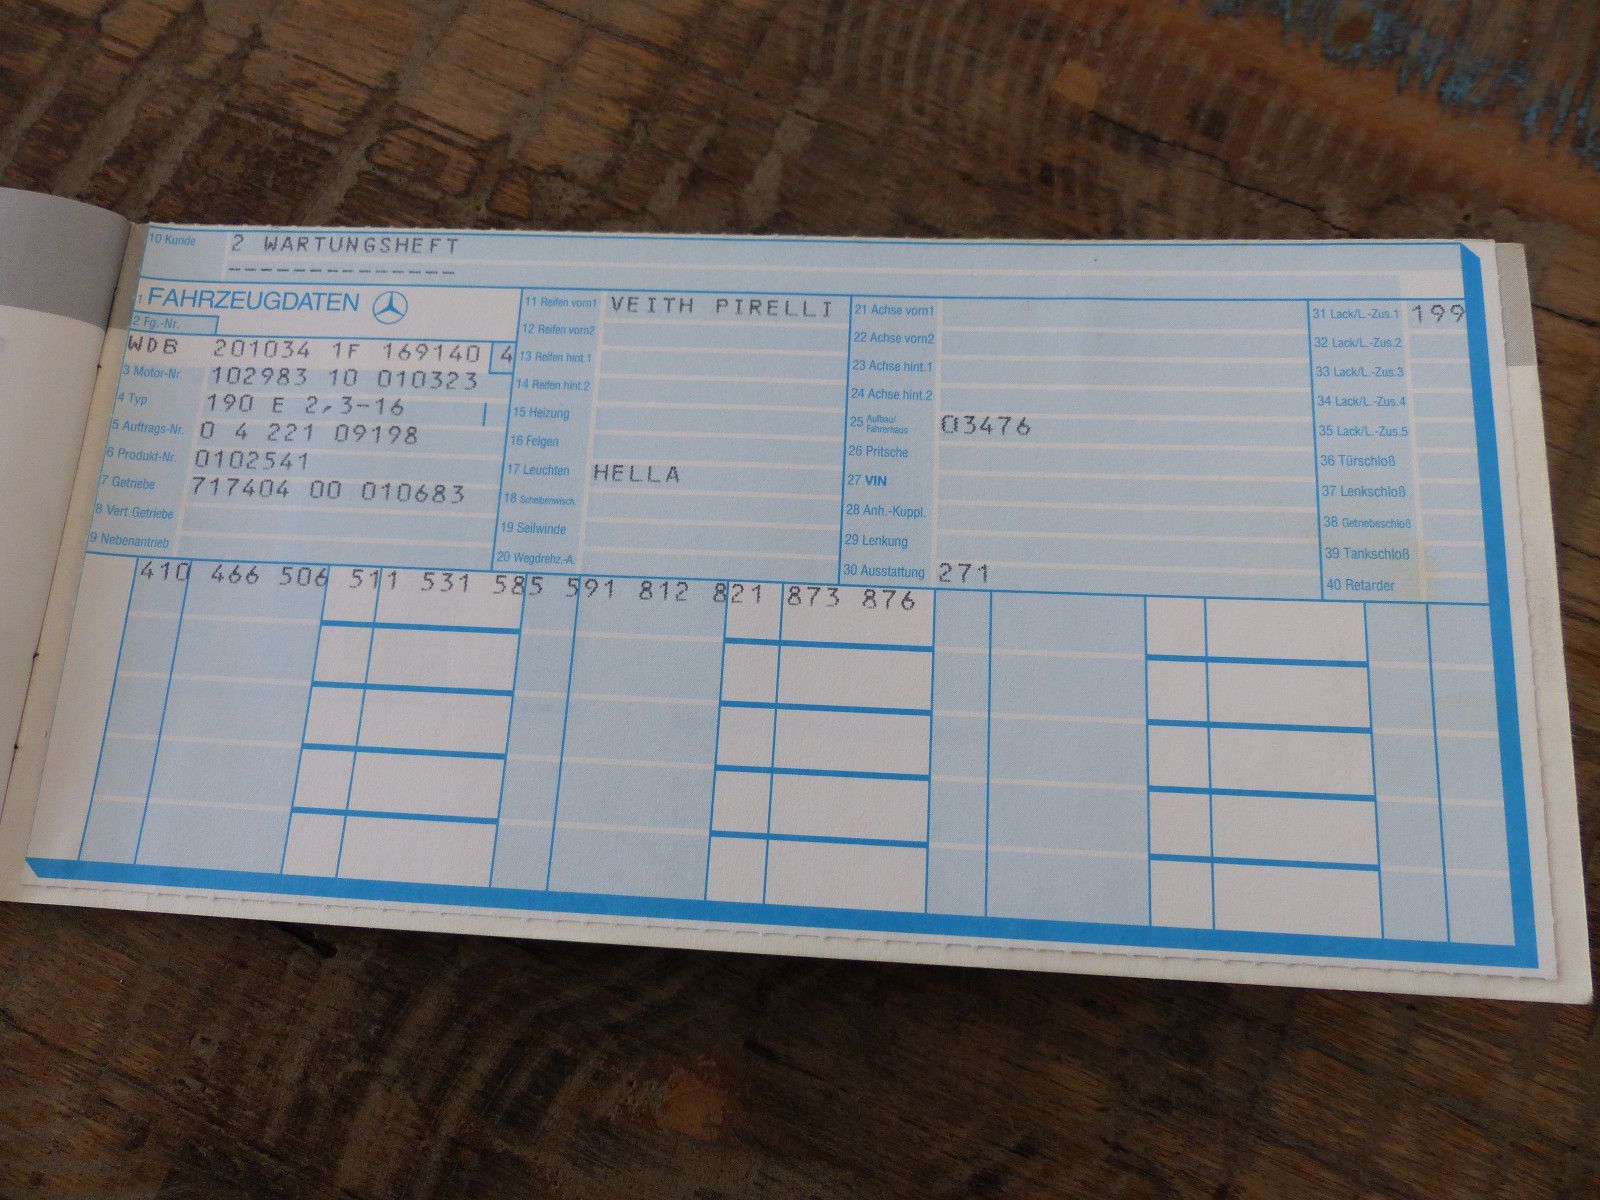 10 Kunde 2 WARTUNGSHEFT
--------------
1 FAHRZEUGDATEN
2 Fg.-Nr.
WDB 201034 1F 169140 4
3 Motor-Nr. 102983 10 010323
4 Typ 190 E 2,3-16
5 Auftrags-Nr. 0 4 221 09198
6 Produkt-Nr. 0102541
7 Getriebe 717404 00 010683
8 Vert.Getriebe
9 Nebenantrieb
11 Reifen vorn1 VEITH PIRELLI
12 Reifen vorn2
13 Reifen hint.1
14 Reifen hint.2
15 Heizung
16 Felgen
17 Leuchten HELLA
18 Scheibenwisch.
19 Seilwinde
20 Wegdrehz.-A.
21 Achse vorn1
22 Achse vorn2
23 Achse hint.1
24 Achse hint.2
25 Aufbau/
Fahrerhaus 03476
26 Pritsche
27 VIN
28 Anh.-Kuppl.
29 Lenkung
30 Ausstattung 271
31 Lack/L.-Zus.1 199
32 Lack/L.-Zus.2
33 Lack/L.-Zus.3
34 Lack/L.-Zus.4
35 Lack/L.-Zus.5
36 Türschloß
37 Lenkschloß
38 Getriebeschloß
39 Tankschloß
40 Retarder
410 466 506 511 531 585 591 812 821 873 876